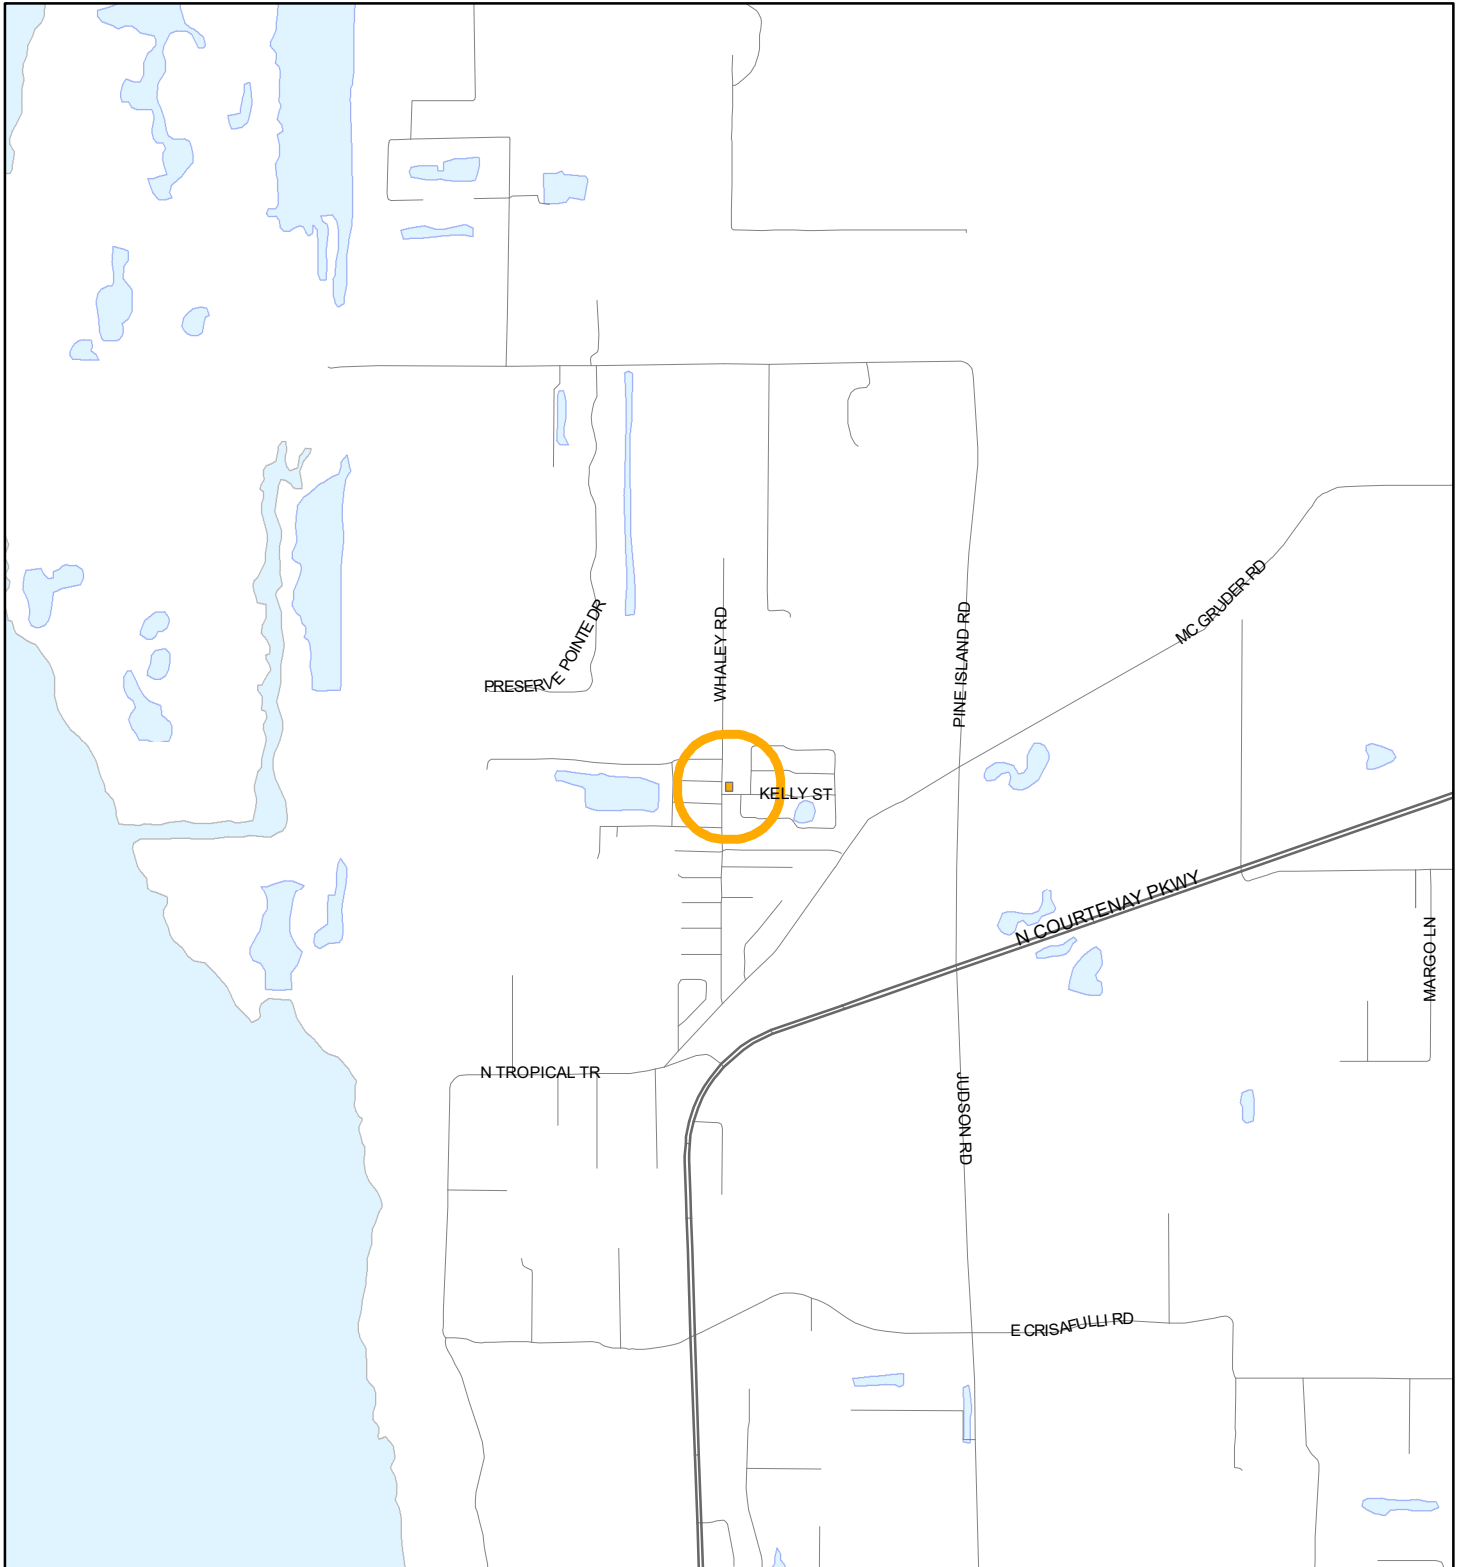 WHALEY RD
PINE ISLAND RD
MC GRUDER RD
PRESERVE POINTE DR
KELLY ST
N COURTENAY PKWY
MARGO LN
N TROPICAL TR
JUDSON RD
E CRISAFULLI RD